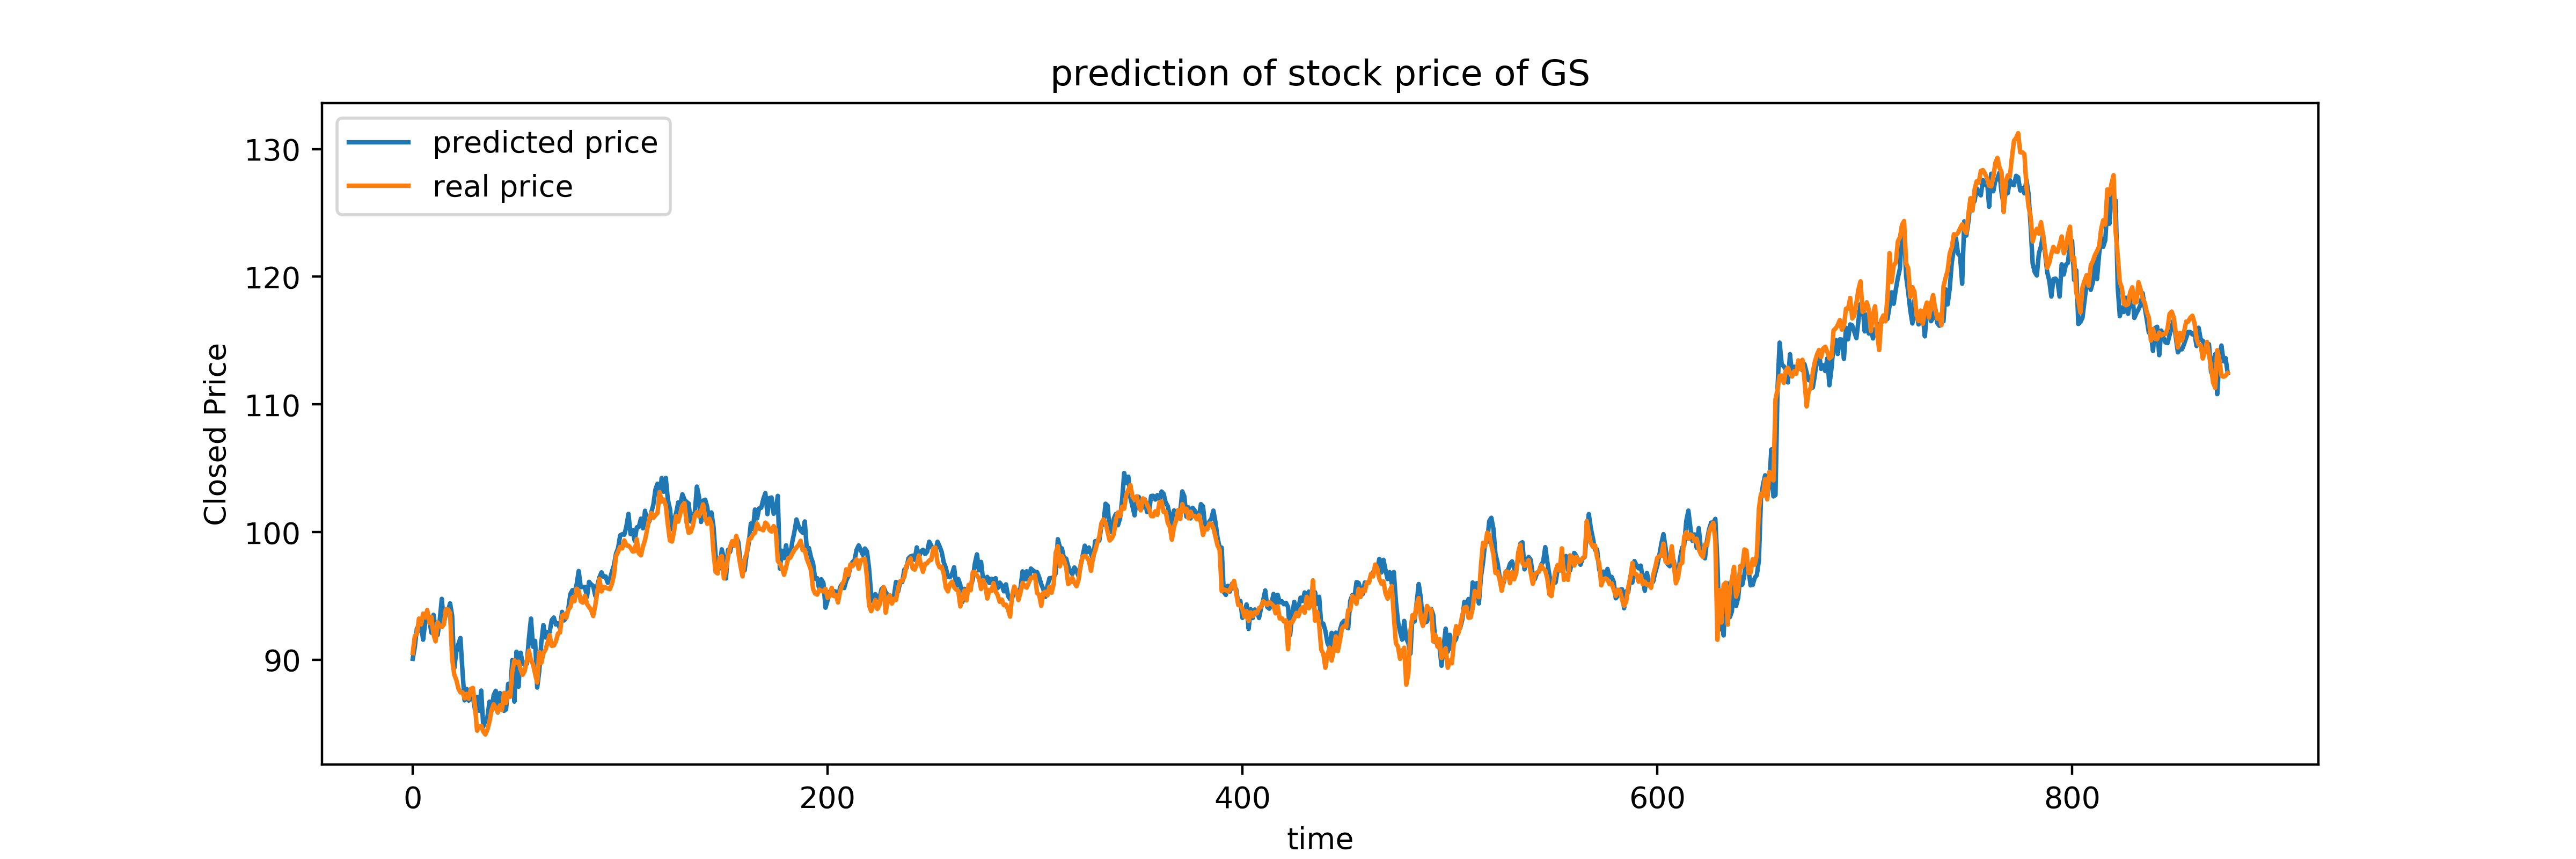 prediction of stock price of GS
predicted price
real price
Closed Price
130
120
110
100
90
0 200 400 600 800
time